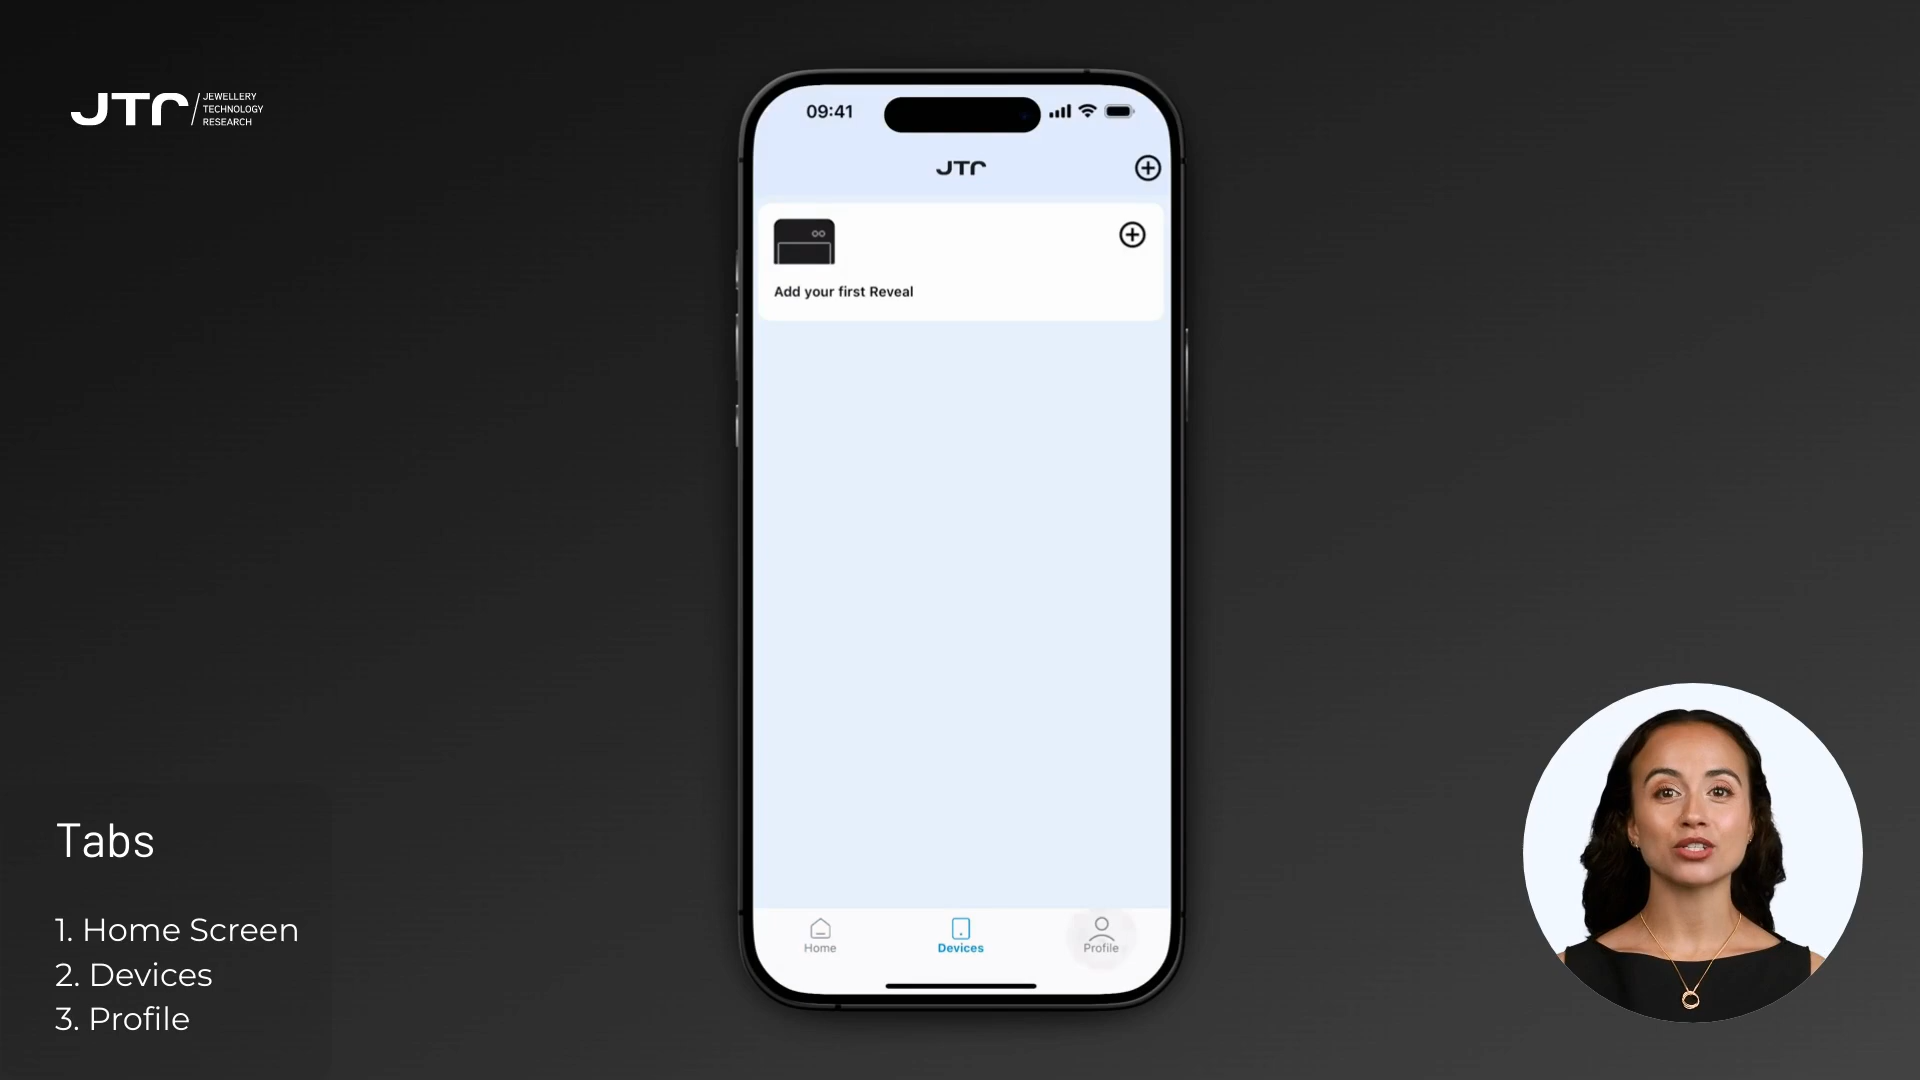 JTR
JEWELLERY
TECHNOLOGY
RESEARCH
09:41
JTR
Add your first Reveal
Home
Devices
Profile
Tabs
1. Home Screen
2. Devices
3. Profile